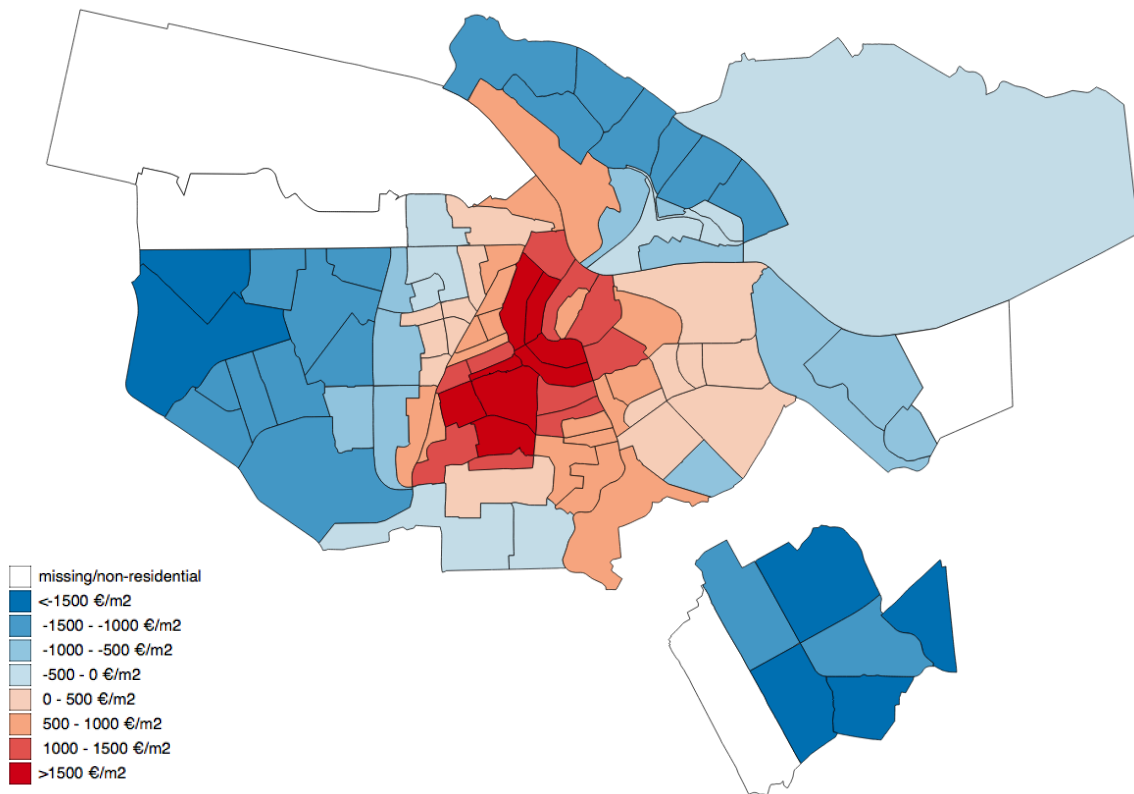 missing/non-residential
<-1500 €/m2
-1500 - -1000 €/m2
-1000 - -500 €/m2
-500 - 0 €/m2
0 - 500 €/m2
500 - 1000 €/m2
1000 - 1500 €/m2
>1500 €/m2